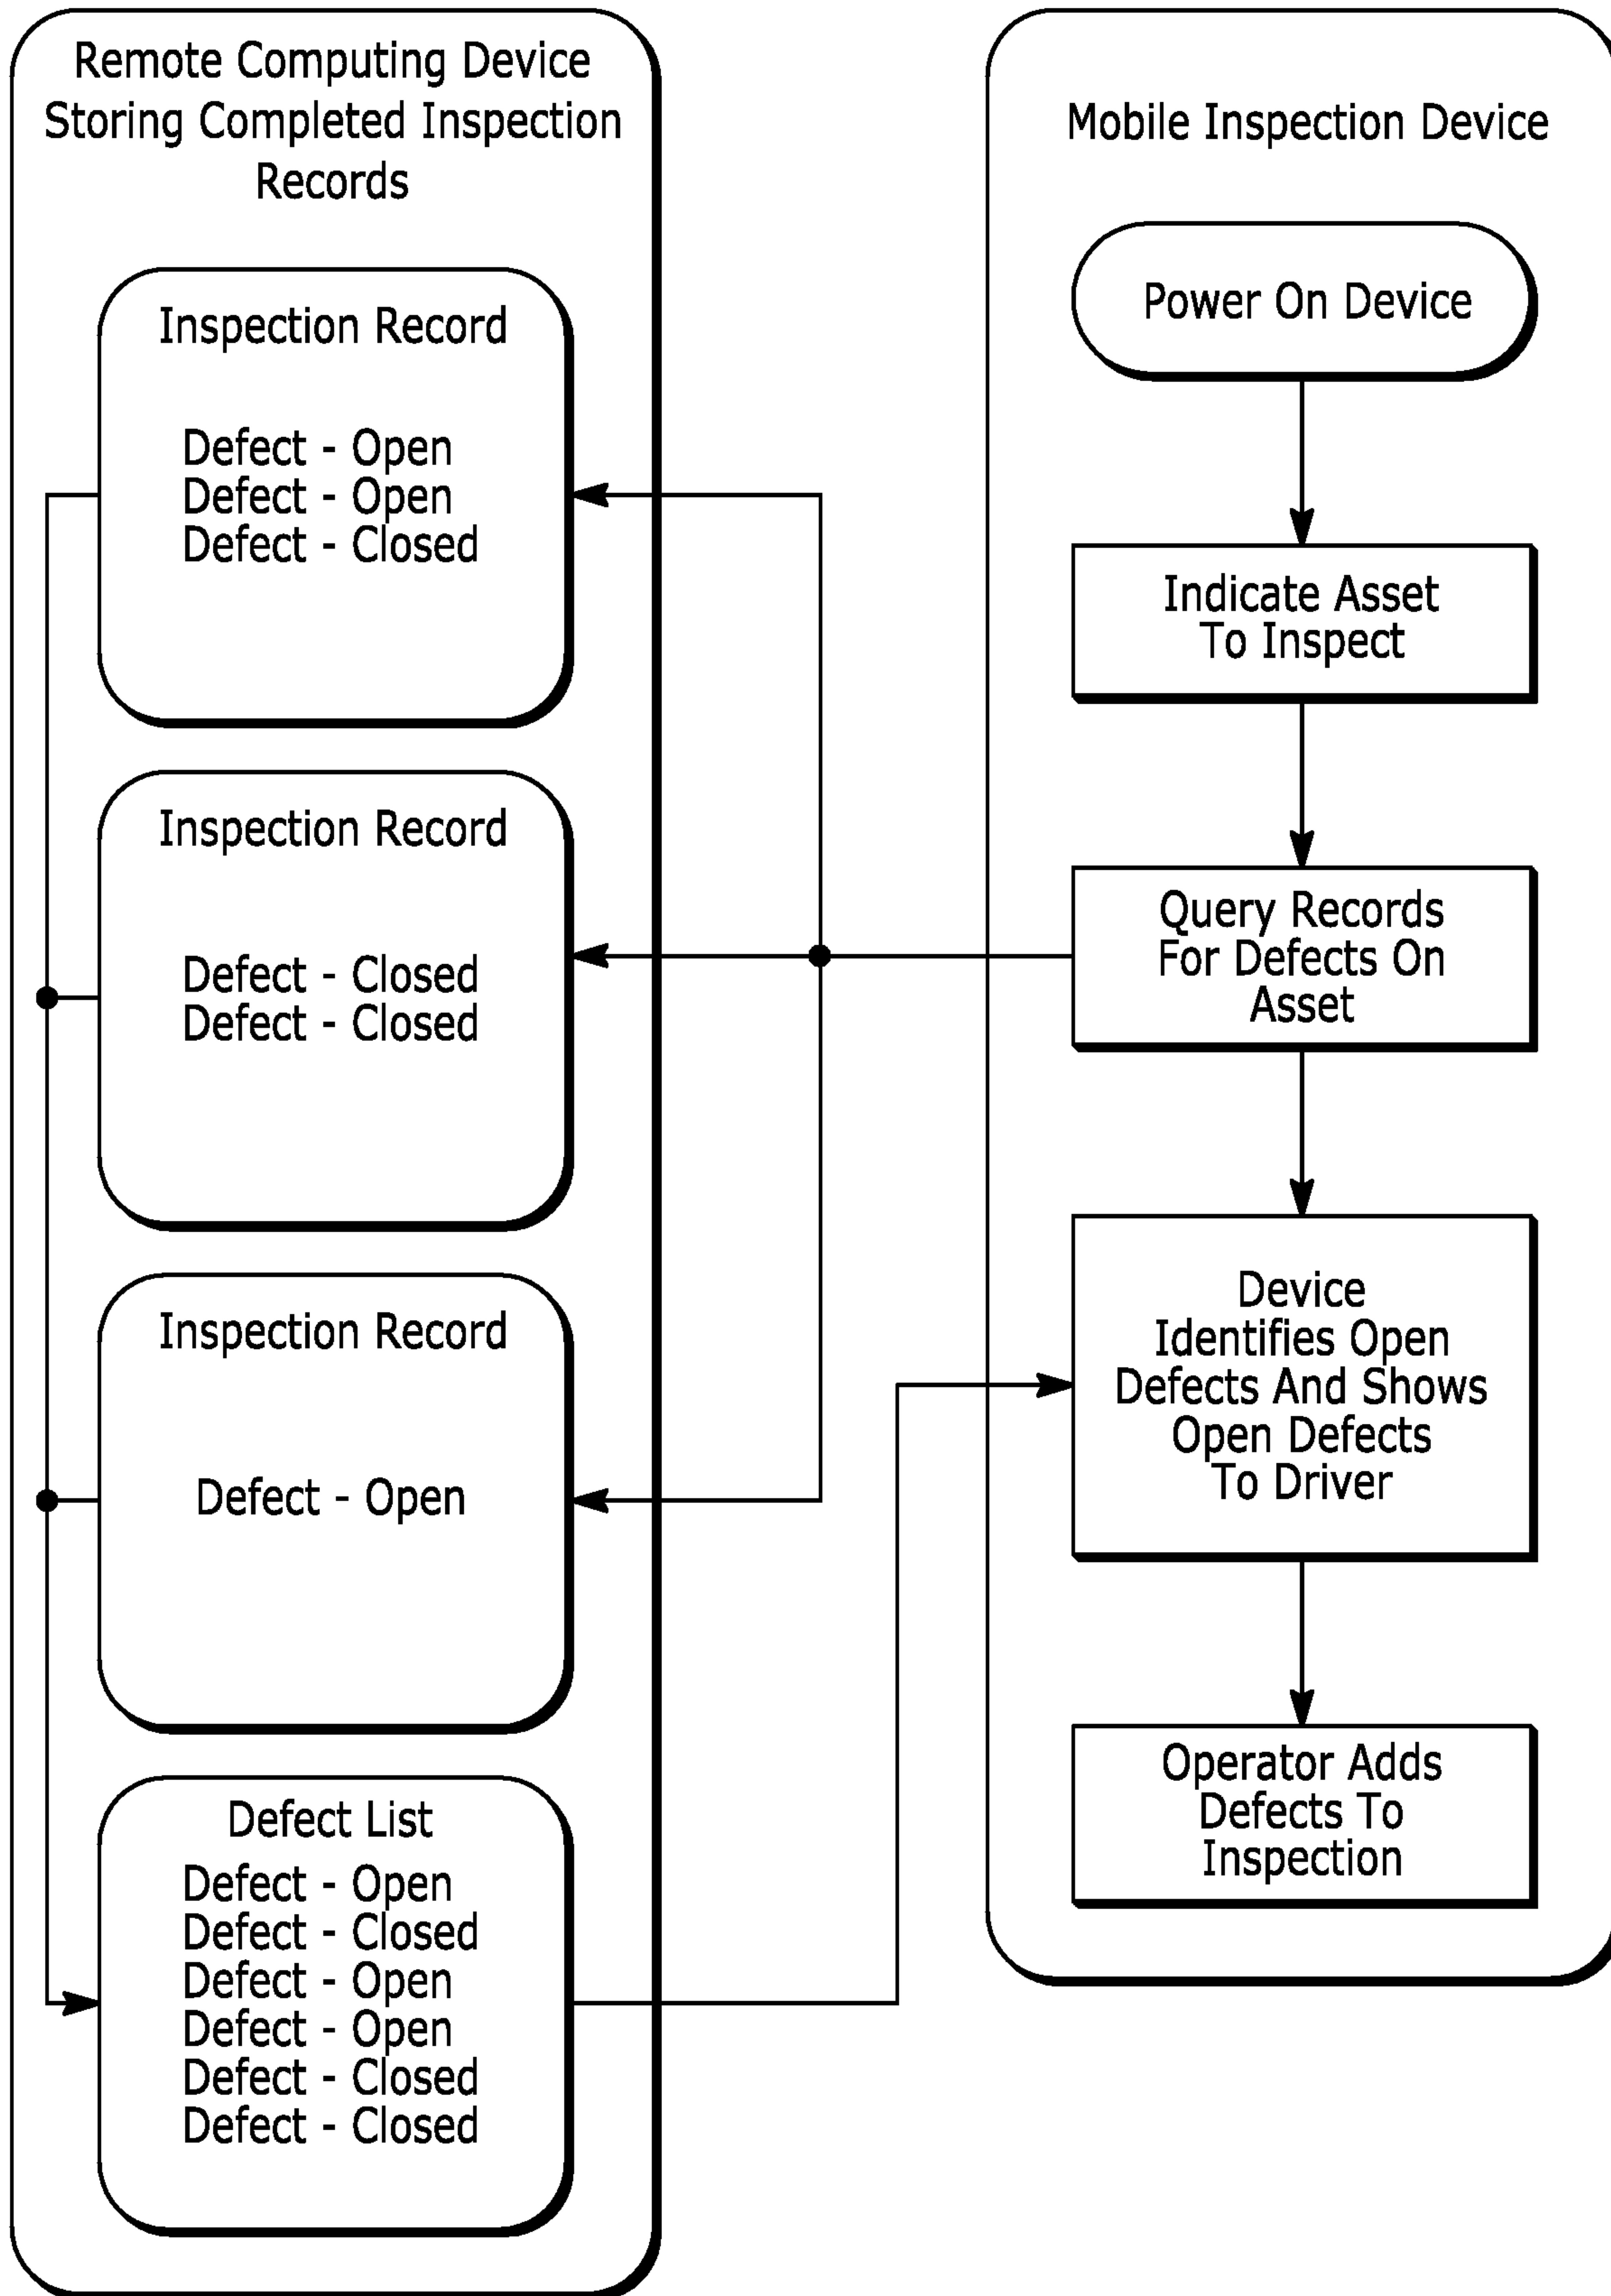 Remote Computing Device
Storing Completed Inspection
Records
Inspection Record
Defect - Open
Defect - Open
Defect - Closed
Inspection Record
Defect - Closed
Defect - Closed
Inspection Record
Defect - Open
Defect List
Defect - Open
Defect - Closed
Defect - Open
Defect - Open
Defect - Closed
Defect - Closed
Mobile Inspection Device
Power On Device
Indicate Asset
To Inspect
Query Records
For Defects On
Asset
Device
Identifies Open
Defects And Shows
Open Defects
To Driver
Operator Adds
Defects To
Inspection